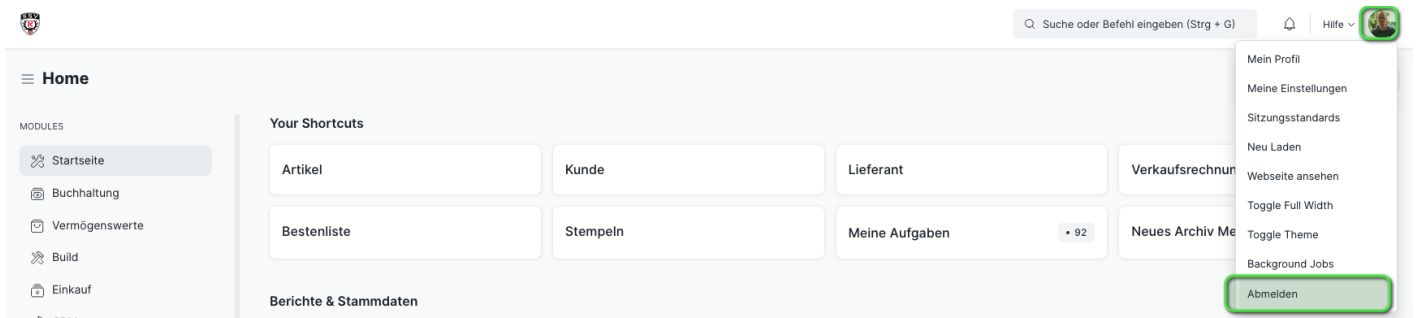 SSV
R
Suche oder Befehl eingeben (Strg + G)
Hilfe
Home
Mein Profil
Meine Einstellungen
Sitzungsstandards
Neu Laden
Webseite ansehen
Toggle Full Width
Toggle Theme
Background Jobs
Abmelden
MODULES
Startseite
Buchhaltung
Vermögenswerte
Build
Einkauf
Your Shortcuts
Artikel
Kunde
Lieferant
Verkaufsrechnun
Bestenliste
Stempeln
Meine Aufgaben
• 92
Neues Archiv Me
Berichte & Stammdaten